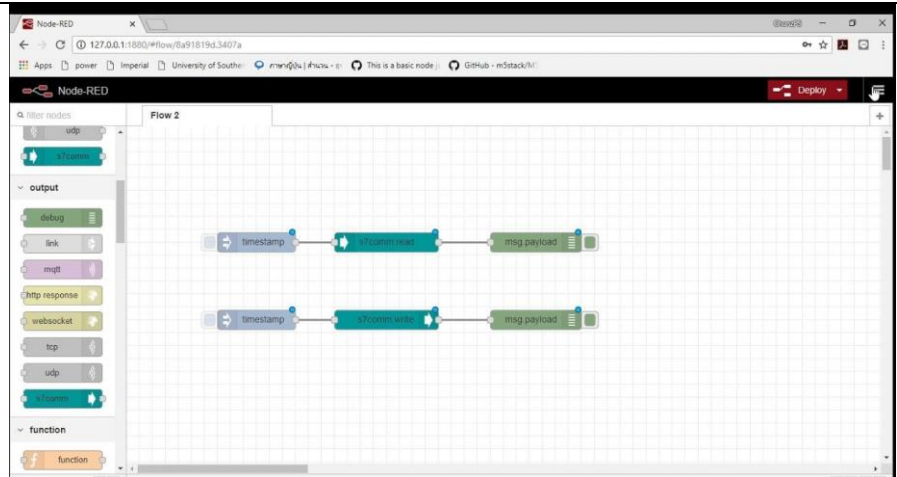 Node-RED
127.0.0.1:1880/#flow/8a91819d.3407a
Apps power Imperial University of Souther This is a basic node j GitHub - m5stack/M
Node-RED Deploy
filter nodes Flow 2
udp
s7comm
output
debug
link
mqtt
http response
websocket
tcp
udp
s7comm
function
function
timestamp s7comm.read msg.payload
timestamp s7comm.write msg.payload